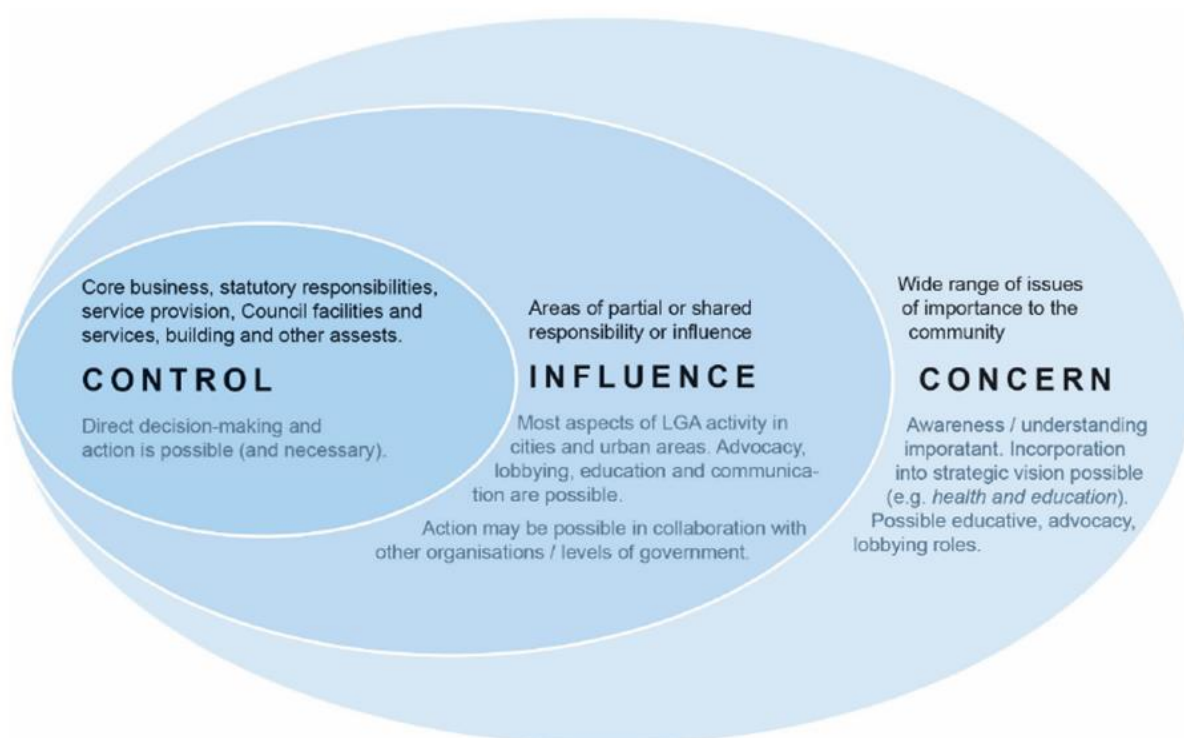 Core business, statutory responsibilities,
service provision, Council facilities and
services, building and other assests.
CONTROL
Direct decision-making and
action is possible (and necessary).
Areas of partial or shared
responsibility or influence
INFLUENCE
Most aspects of LGA activity in
cities and urban areas. Advocacy,
lobbying, education and communica-
tion are possible.
Action may be possible in collaboration with
other organisations / levels of government.
Wide range of issues
of importance to the
community
CONCERN
Awareness / understanding
imporatant. Incorporation
into strategic vision possible
(e.g. health and education).
Possible educative, advocacy,
lobbying roles.